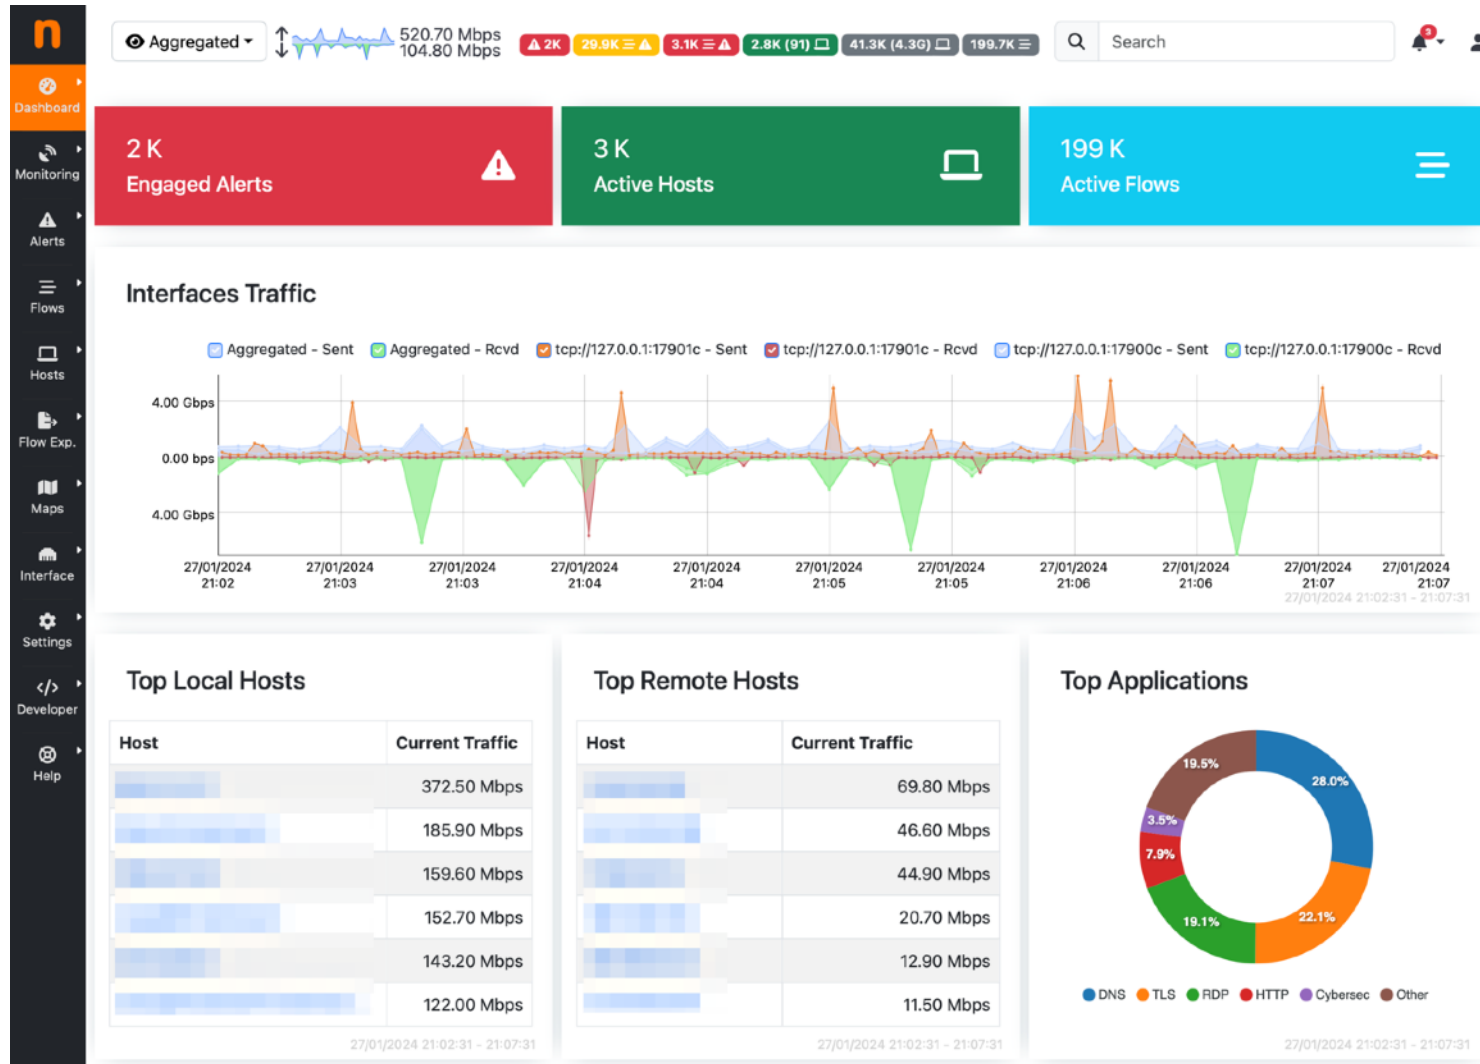 n
Aggregated
520.70 Mbps
104.80 Mbps
2K
29.9K
3.1K
2.8K (91)
41.3K (4.3G)
199.7K
Search
3
Dashboard
Monitoring
Alerts
Flows
Hosts
Flow Exp.
Maps
Interface
Settings
</>
Developer
Help
2 K
Engaged Alerts
3 K
Active Hosts
199 K
Active Flows
Interfaces Traffic
Aggregated - Sent
Aggregated - Rcvd
tcp://127.0.0.1:17901c - Sent
tcp://127.0.0.1:17901c - Rcvd
tcp://127.0.0.1:17900c - Sent
tcp://127.0.0.1:17900c - Rcvd
4.00 Gbps
0.00 bps
4.00 Gbps
27/01/2024 27/01/2024 27/01/2024 27/01/2024 27/01/2024 27/01/2024 27/01/2024 27/01/2024 27/01/2024 27/01/2024 27/01/2024
21:02 21:03 21:03 21:04 21:04 21:05 21:05 21:06 21:06 21:07 21:07
27/01/2024 21:02:31 - 21:07:31
Top Local Hosts
Host Current Traffic
372.50 Mbps
185.90 Mbps
159.60 Mbps
152.70 Mbps
143.20 Mbps
122.00 Mbps
27/01/2024 21:02:31 - 21:07:31
Top Remote Hosts
Host Current Traffic
69.80 Mbps
46.60 Mbps
44.90 Mbps
20.70 Mbps
12.90 Mbps
11.50 Mbps
27/01/2024 21:02:31 - 21:07:31
Top Applications
19.5%
28.0%
3.5%
7.9%
19.1%
22.1%
DNS TLS RDP HTTP Cybersec Other
27/01/2024 21:02:31 - 21:07:31